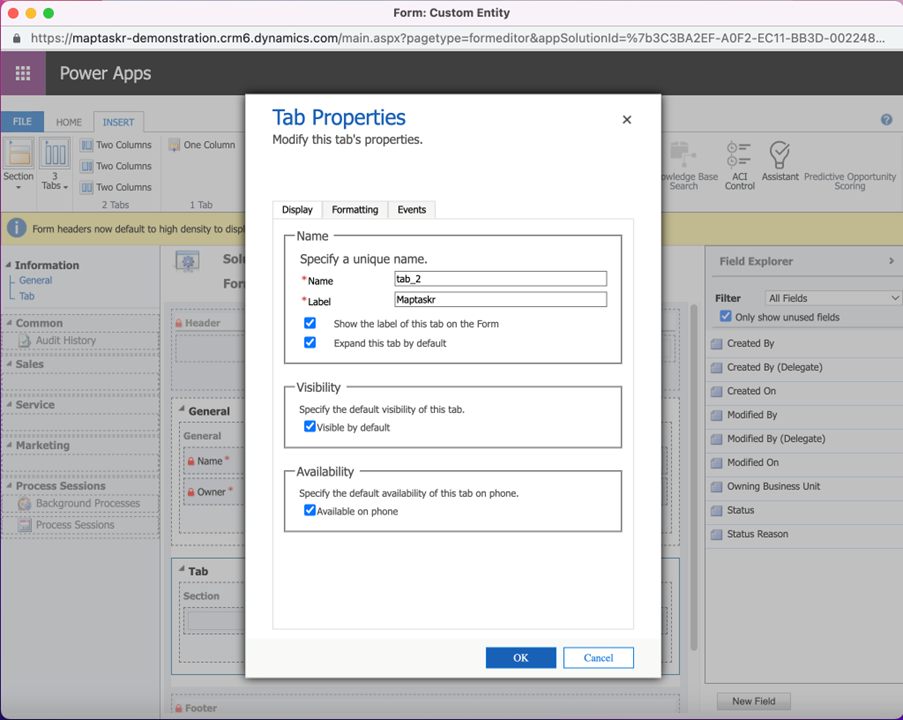 Form: Custom Entity
https://maptaskr-demonstration.crm6.dynamics.com/main.aspx?pagetype=formeditor&appSolutionId=%7b3C3BA2EF-A0F2-EC11-BB3D-002248...
Power Apps
FILE
HOME
INSERT
Section
3
Tabs
Two Columns
Two Columns
Two Columns
2 Tabs
One Column
1 Tab
Knowledge Base
Search
ACI
Control
Assistant
Predictive Opportunity
Scoring
Form headers now default to high density to
Information
General
Tab
Common
Audit History
Sales
Service
Marketing
Process Sessions
Background Processes
Process Sessions
Header
General
General
Name *
Owner *
Tab
Section
Footer
Tab Properties
Modify this tab's properties.
Display
Formatting
Events
Name
Specify a unique name.
* Name
tab_2
* Label
Maptaskr
Show the label of this tab on the Form
Expand this tab by default
Visibility
Specify the default visibility of this tab.
Visible by default
Availability
Specify the default availability of this tab on phone.
Available on phone
OK
Cancel
Field Explorer
Filter
All Fields
Only show unused fields
Created By
Created By (Delegate)
Created On
Modified By
Modified By (Delegate)
Modified On
Owning Business Unit
Status
Status Reason
New Field